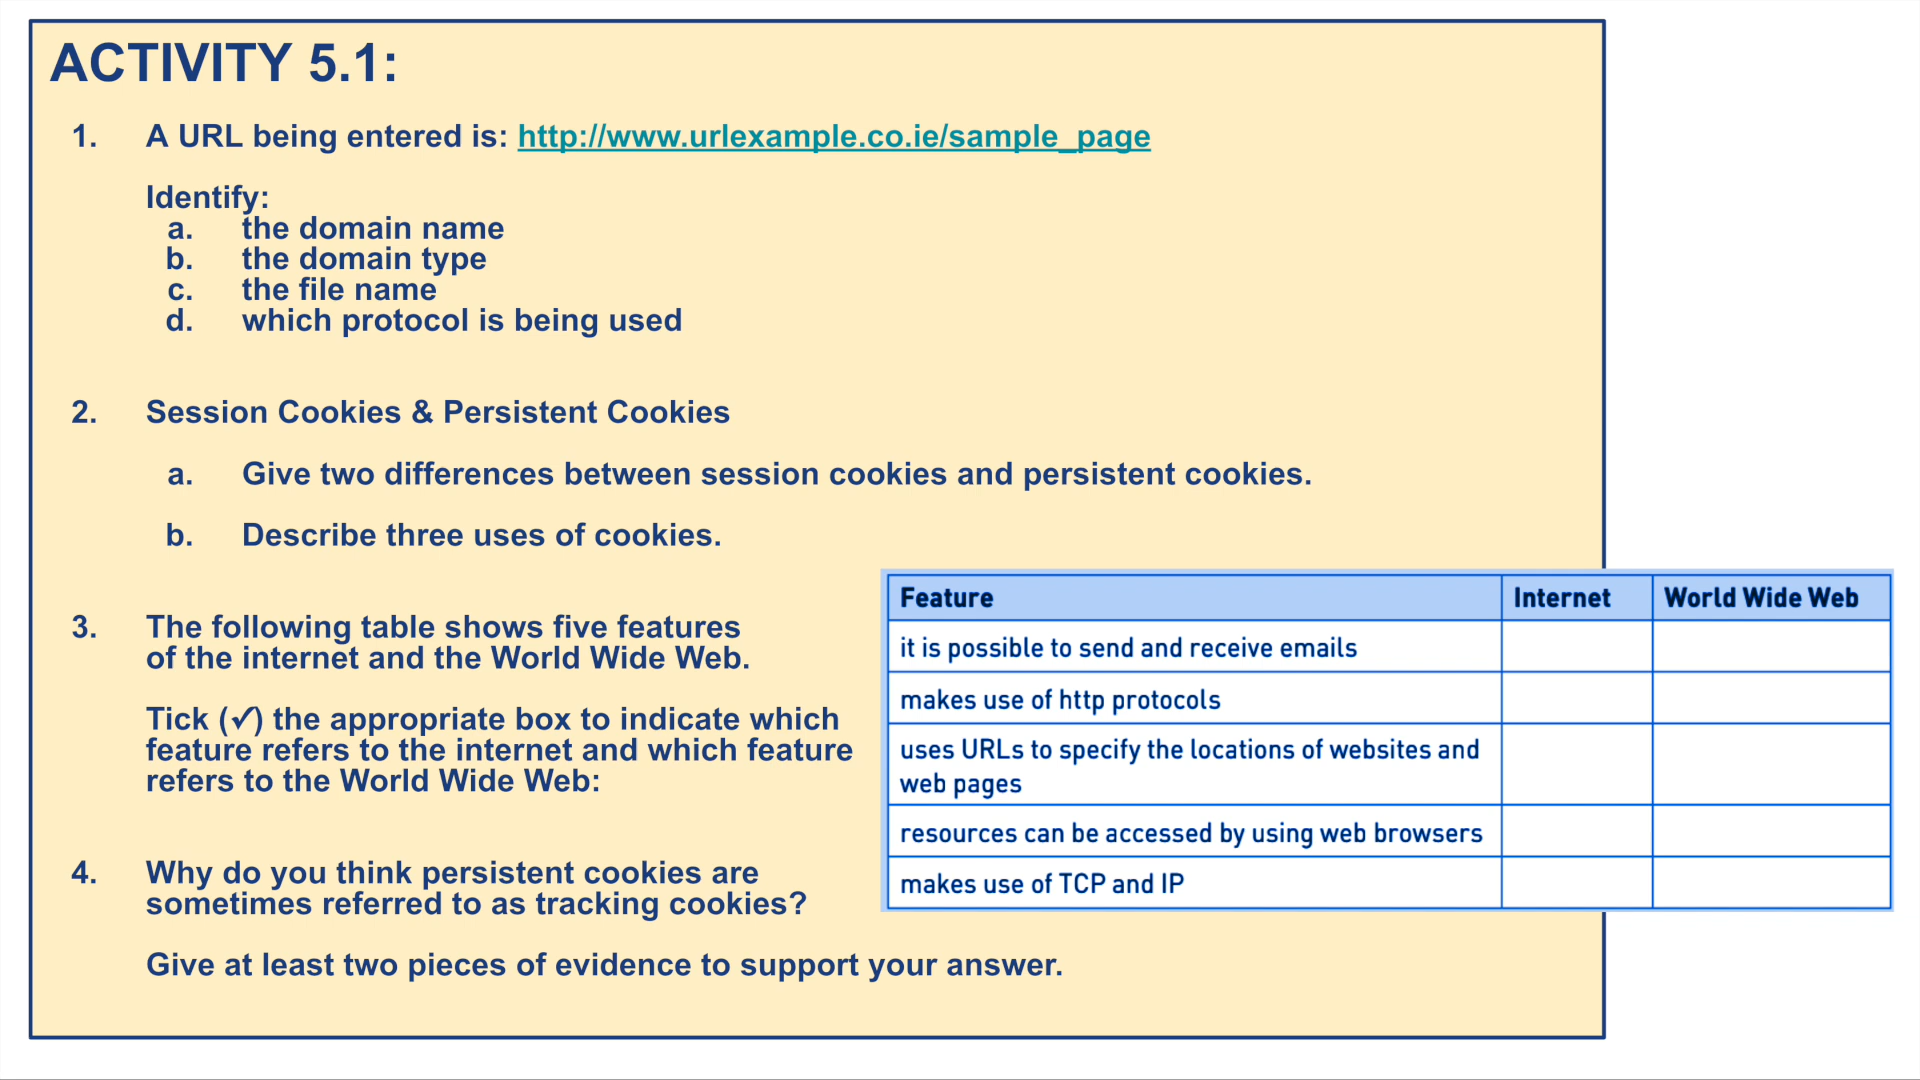 ACTIVITY 5.1:
1. A URL being entered is: http://www.urlexample.co.ie/sample_page
Identify:
a. the domain name
b. the domain type
c. the file name
d. which protocol is being used
2. Session Cookies & Persistent Cookies
a. Give two differences between session cookies and persistent cookies.
b. Describe three uses of cookies.
3. The following table shows five features
of the internet and the World Wide Web.
Tick (✓) the appropriate box to indicate which
feature refers to the internet and which feature
refers to the World Wide Web:
Feature Internet World Wide Web
it is possible to send and receive emails
makes use of http protocols
uses URLs to specify the locations of websites and
web pages
resources can be accessed by using web browsers
makes use of TCP and IP
4. Why do you think persistent cookies are
sometimes referred to as tracking cookies?
Give at least two pieces of evidence to support your answer.